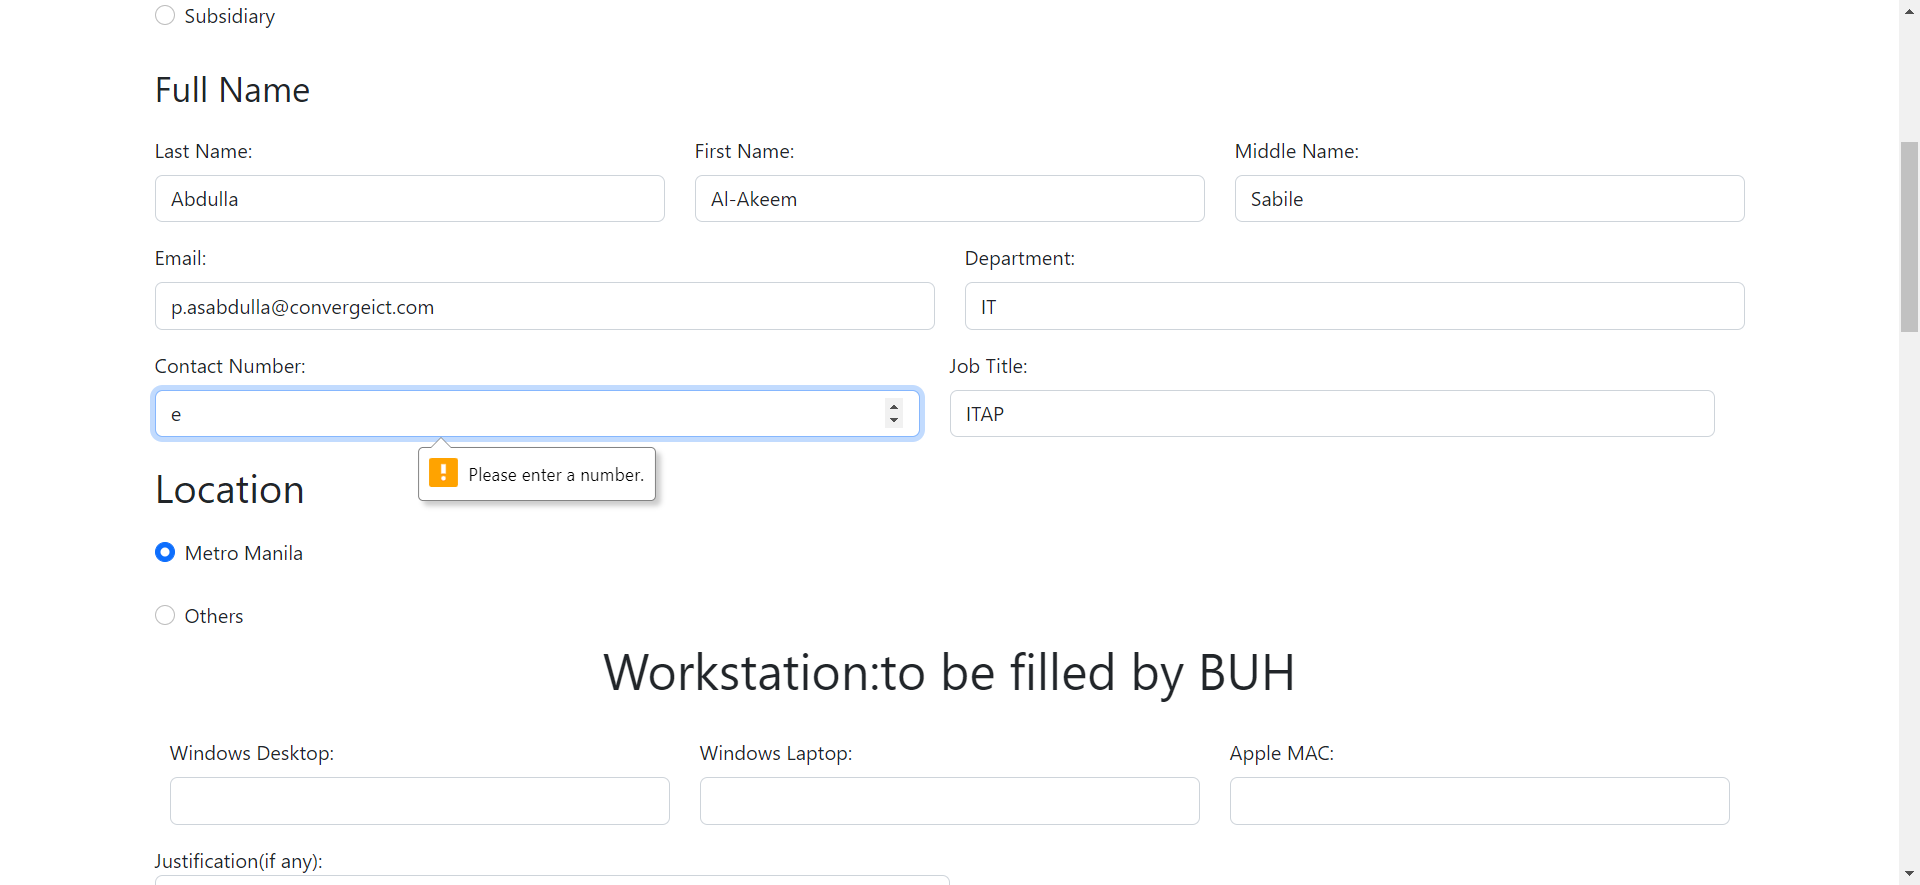 Subsidiary
Full Name
Last Name: First Name: Middle Name:
Abdulla Al-Akeem Sabile
Email: Department:
p.asabdulla@convergeict.com IT
Contact Number: Job Title:
e ITAP
Please enter a number.
Location
Metro Manila
Others
Workstation:to be filled by BUH
Windows Desktop: Windows Laptop: Apple MAC:
Justification(if any):